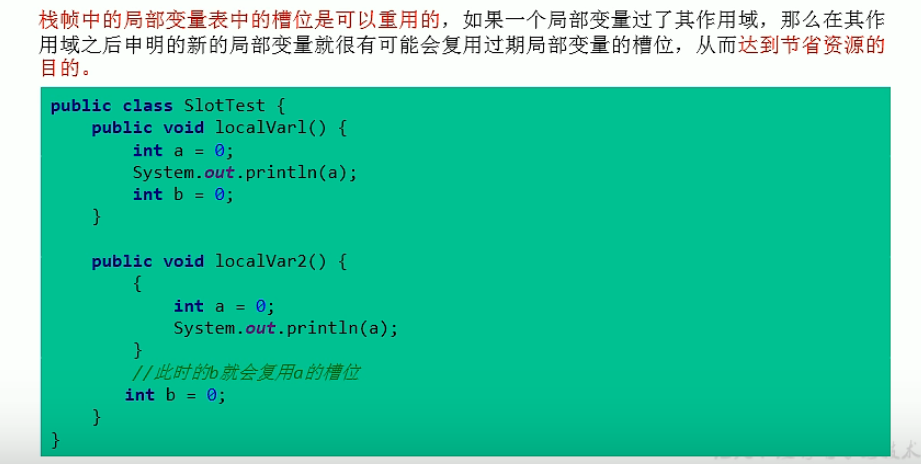 栈帧中的局部变量表中的槽位是可以重用的，如果一个局部变量过了其作用域，那么在其作
用域之后申明的新的局部变量就很有可能会复用过期局部变量的槽位，从而达到节省资源的
目的。
public class SlotTest {
    public void localVarl() {
        int a = 0;
        System.out.println(a);
        int b = 0;
    }
    public void localVar2() {
        {
            int a = 0;
            System.out.println(a);
        }
        //此时的b就会复用a的槽位
        int b = 0;
    }
}